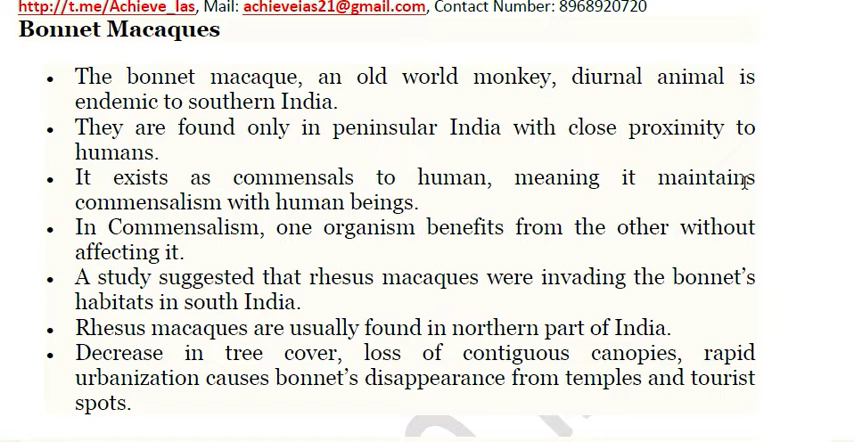 http://t.me/Achieve_Ias, Mail: achieveias21@gmail.com, Contact Number: 8968920720
Bonnet Macaques
• The bonnet macaque, an old world monkey, diurnal animal is
endemic to southern India.
• They are found only in peninsular India with close proximity to
humans.
• It exists as commensals to human, meaning it maintains
commensalism with human beings.
• In Commensalism, one organism benefits from the other without
affecting it.
• A study suggested that rhesus macaques were invading the bonnet’s
habitats in south India.
• Rhesus macaques are usually found in northern part of India.
• Decrease in tree cover, loss of contiguous canopies, rapid
urbanization causes bonnet’s disappearance from temples and tourist
spots.